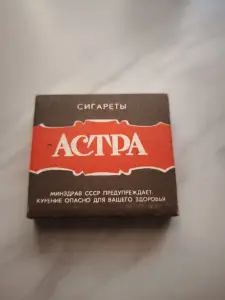 СИГАРЕТЫ
АСТРА
МИНЗДРАВ СССР ПРЕДУПРЕЖДАЕТ:
КУРЕНИЕ ОПАСНО ДЛЯ ВАШЕГО ЗДОРОВЬЯ